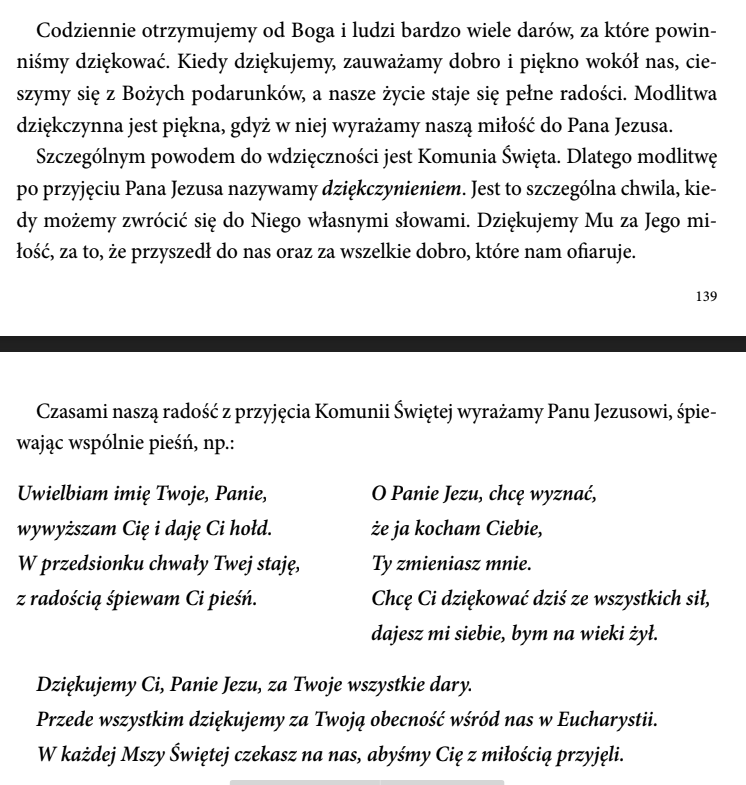 Codziennie otrzymujemy od Boga i ludzi bardzo wiele darów, za które powin-
niśmy dziękować. Kiedy dziękujemy, zauważamy dobro i piękno wokół nas, cie-
szymy się z Bożych podarunków, a nasze życie staje się pełne radości. Modlitwa
dziękczynna jest piękna, gdyż w niej wyrażamy naszą miłość do Pana Jezusa.
Szczególnym powodem do wdzięczności jest Komunia Święta. Dlatego modlitwę
po przyjęciu Pana Jezusa nazywamy dziękczynieniem. Jest to szczególna chwila, kie-
dy możemy zwrócić się do Niego własnymi słowami. Dziękujemy Mu za Jego mi-
łość, za to, że przyszedł do nas oraz za wszelkie dobro, które nam ofiaruje.
139
Czasami naszą radość z przyjęcia Komunii Świętej wyrażamy Panu Jezusowi, śpie-
wając wspólnie pieśń, np.:
Uwielbiam imię Twoje, Panie,
wywyższam Cię i daję Ci hołd.
W przedsionku chwały Twej staję,
z radością śpiewam Ci pieśń.
O Panie Jezu, chcę wyznać,
że ja kocham Ciebie,
Ty zmieniasz mnie.
Chcę Ci dziękować dziś ze wszystkich sił,
dajesz mi siebie, bym na wieki żył.
Dziękujemy Ci, Panie Jezu, za Twoje wszystkie dary.
Przede wszystkim dziękujemy za Twoją obecność wśród nas w Eucharystii.
W każdej Mszy Świętej czekasz na nas, abyśmy Cię z miłością przyjęli.